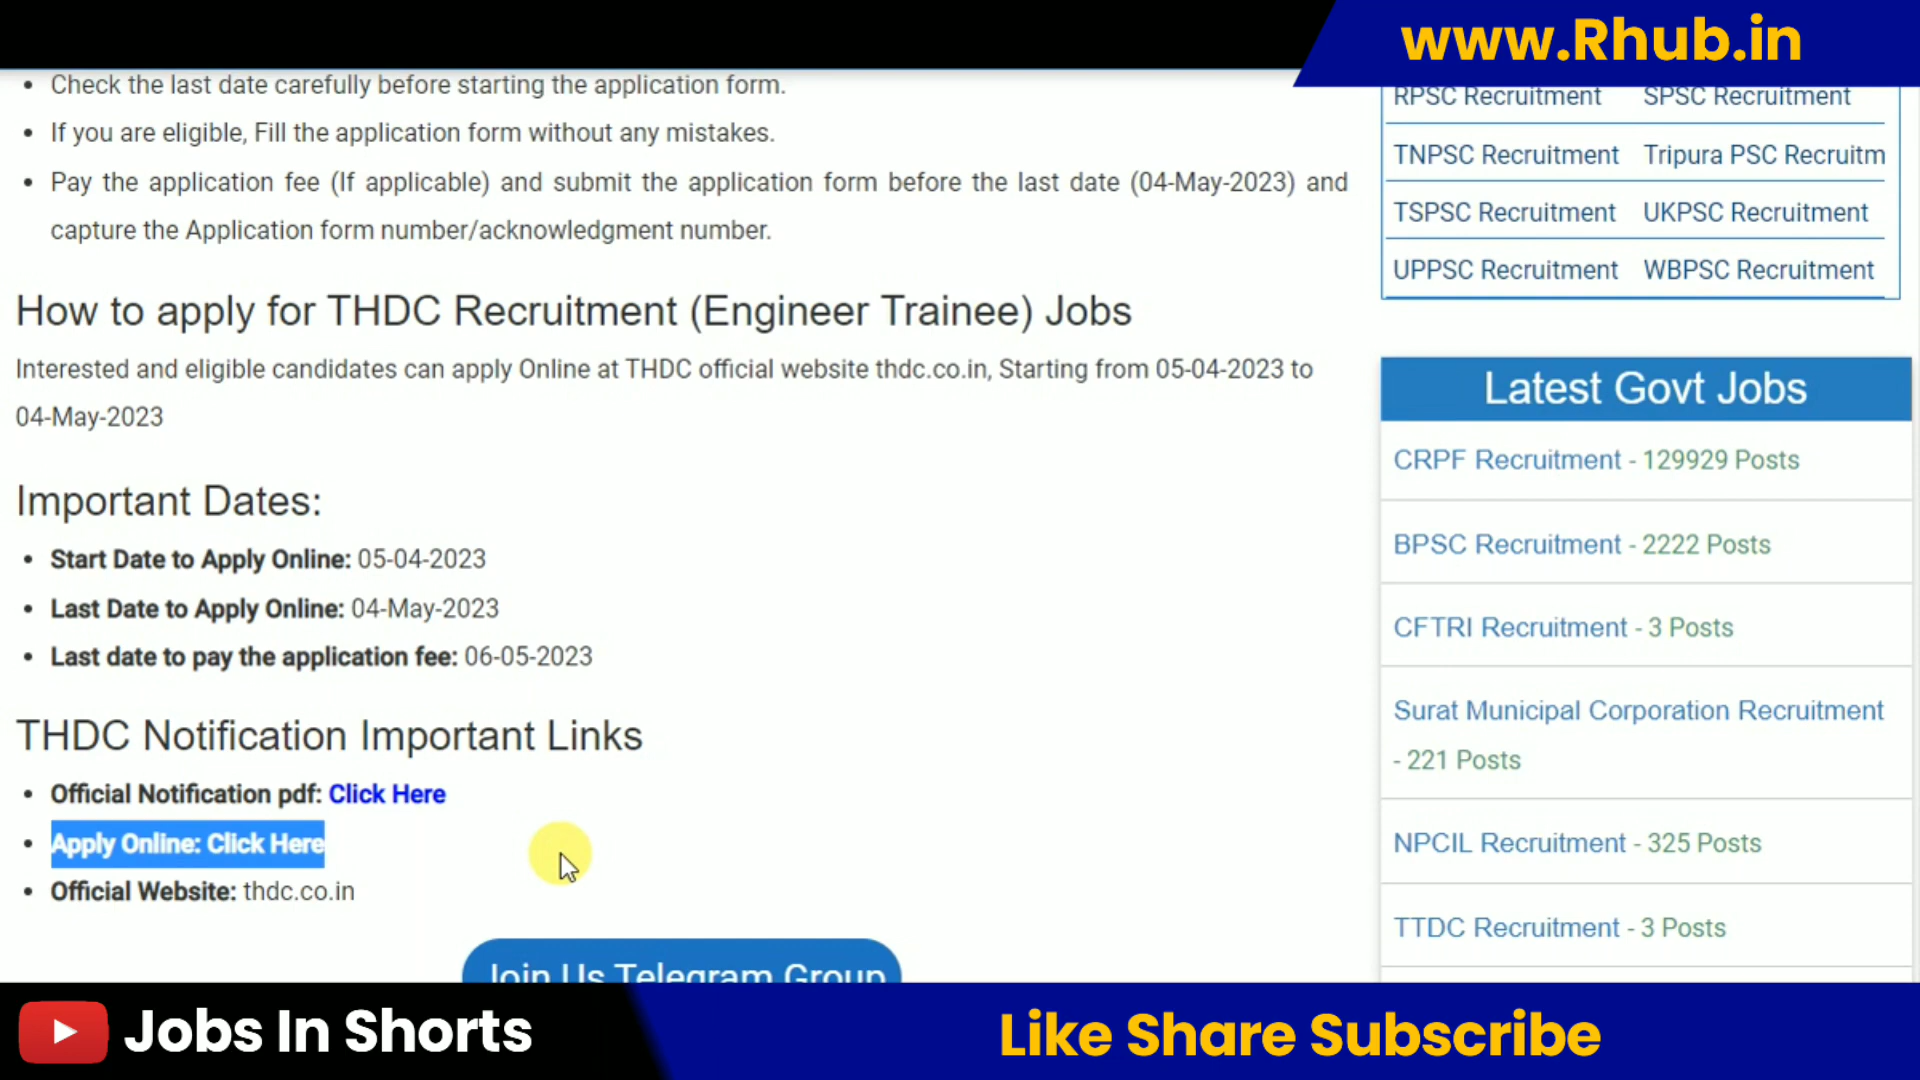 www.Rhub.in
• Check the last date carefully before starting the application form.
• If you are eligible, Fill the application form without any mistakes.
• Pay the application fee (If applicable) and submit the application form before the last date (04-May-2023) and
capture the Application form number/acknowledgment number.
How to apply for THDC Recruitment (Engineer Trainee) Jobs
Interested and eligible candidates can apply Online at THDC official website thdc.co.in, Starting from 05-04-2023 to
04-May-2023
Important Dates:
• Start Date to Apply Online: 05-04-2023
• Last Date to Apply Online: 04-May-2023
• Last date to pay the application fee: 06-05-2023
THDC Notification Important Links
• Official Notification pdf: Click Here
• Apply Online: Click Here
• Official Website: thdc.co.in
Join Us Telegram Group
RPSC Recruitment SPSC Recruitment
TNPSC Recruitment Tripura PSC Recruitm
TSPSC Recruitment UKPSC Recruitment
UPPSC Recruitment WBPSC Recruitment
Latest Govt Jobs
CRPF Recruitment - 129929 Posts
BPSC Recruitment - 2222 Posts
CFTRI Recruitment - 3 Posts
Surat Municipal Corporation Recruitment
- 221 Posts
NPCIL Recruitment - 325 Posts
TTDC Recruitment - 3 Posts
Jobs In Shorts
Like Share Subscribe